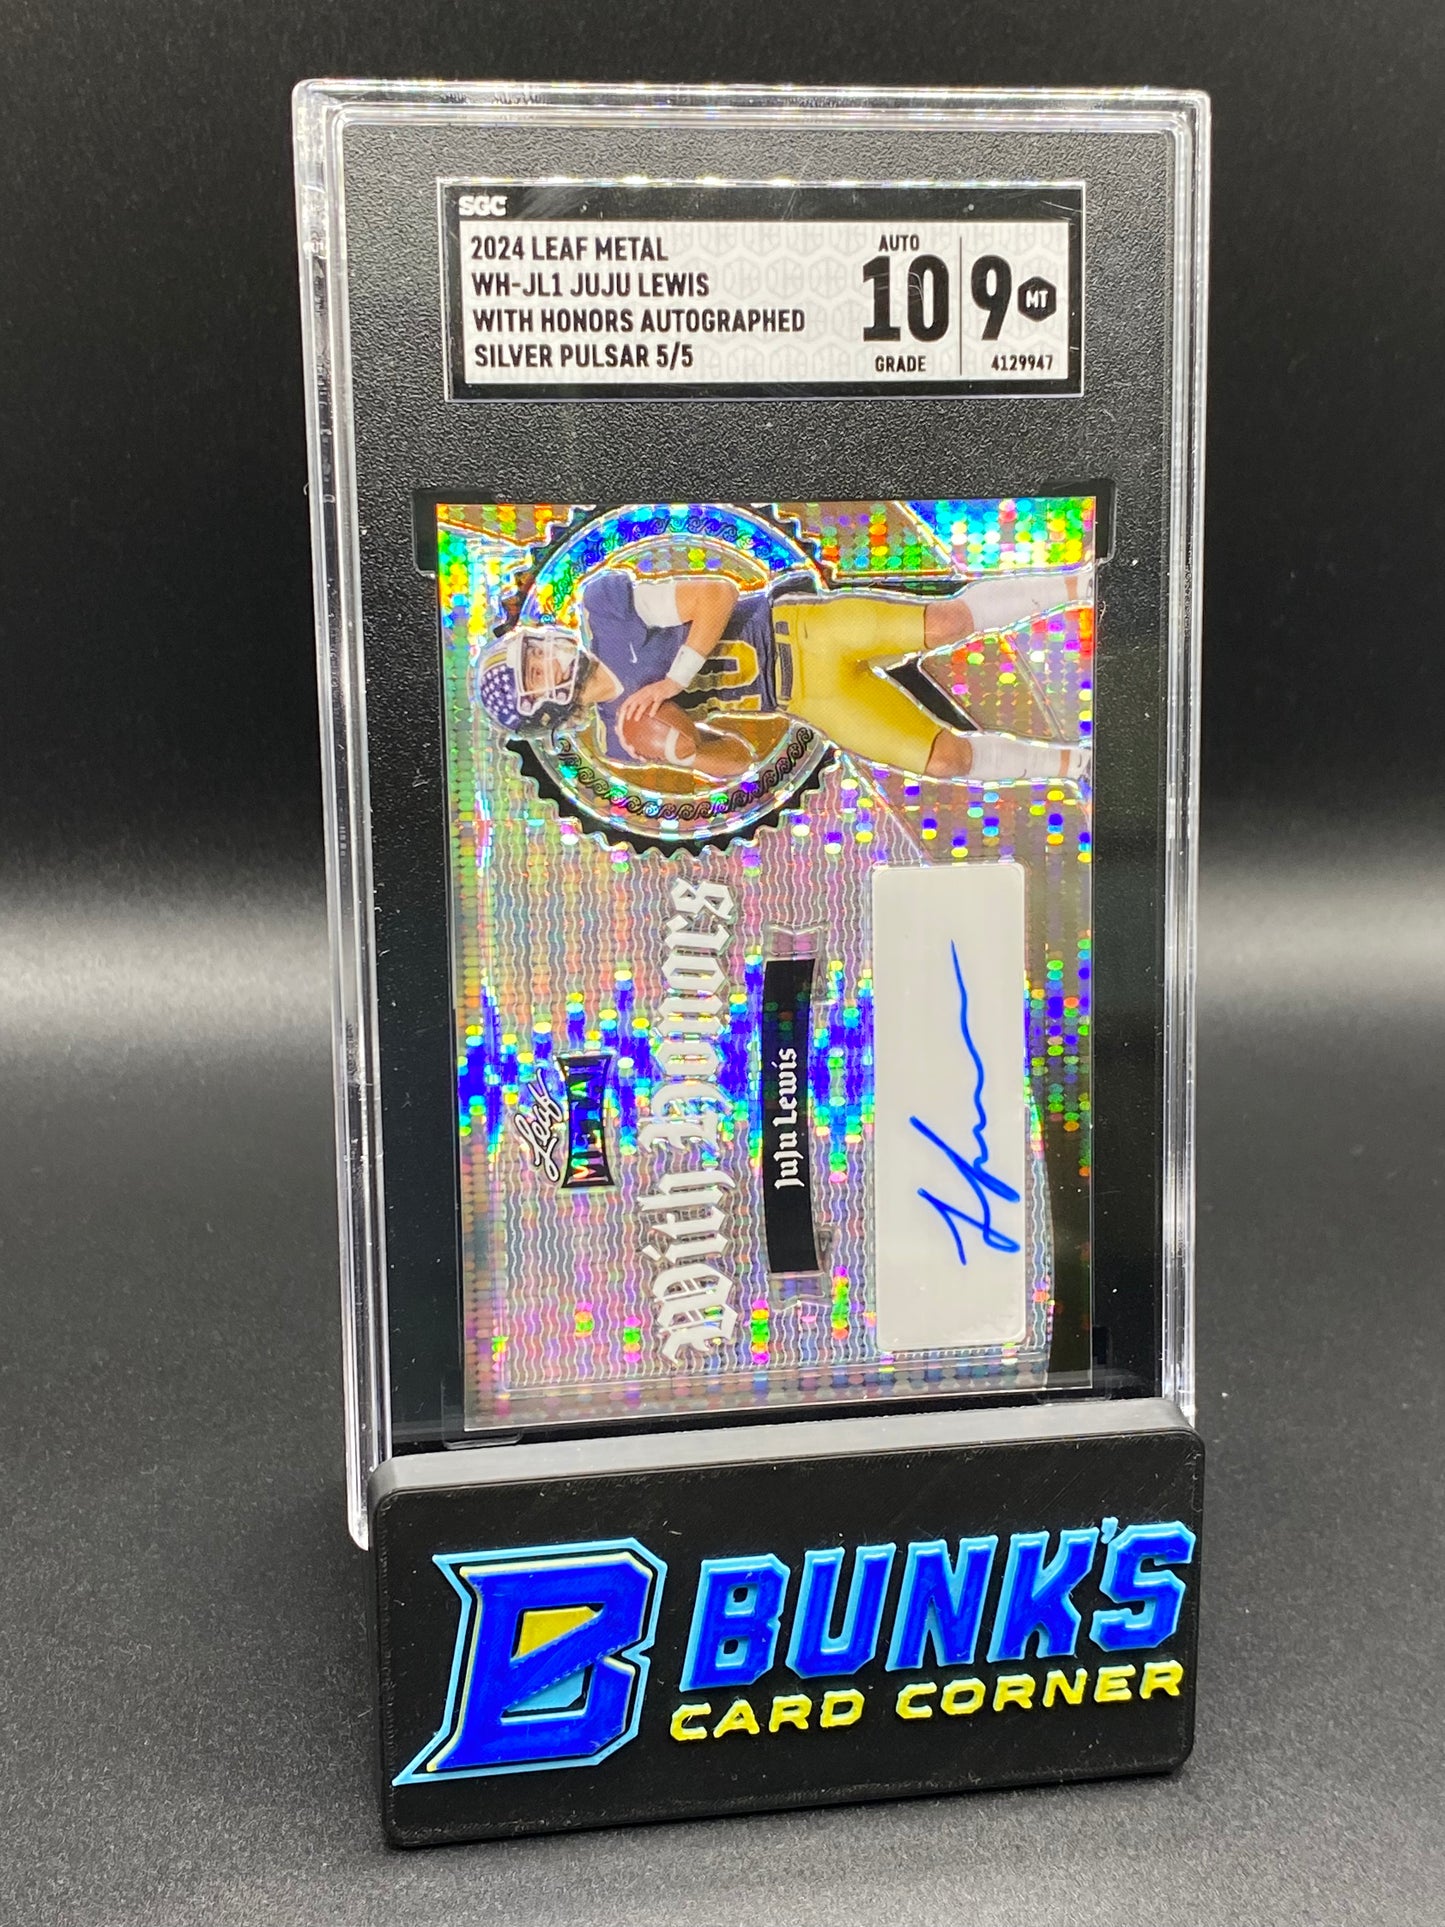 SGC
2024 LEAF METAL
WH-JL1 JUJU LEWIS
WITH HONORS AUTOGRAPHED
SILVER PULSAR 5/5
AUTO
10
GRADE
9 MT
4129947
Leaf
METAL
With Honors
JuJu Lewis
B BUNK'S
CARD CORNER